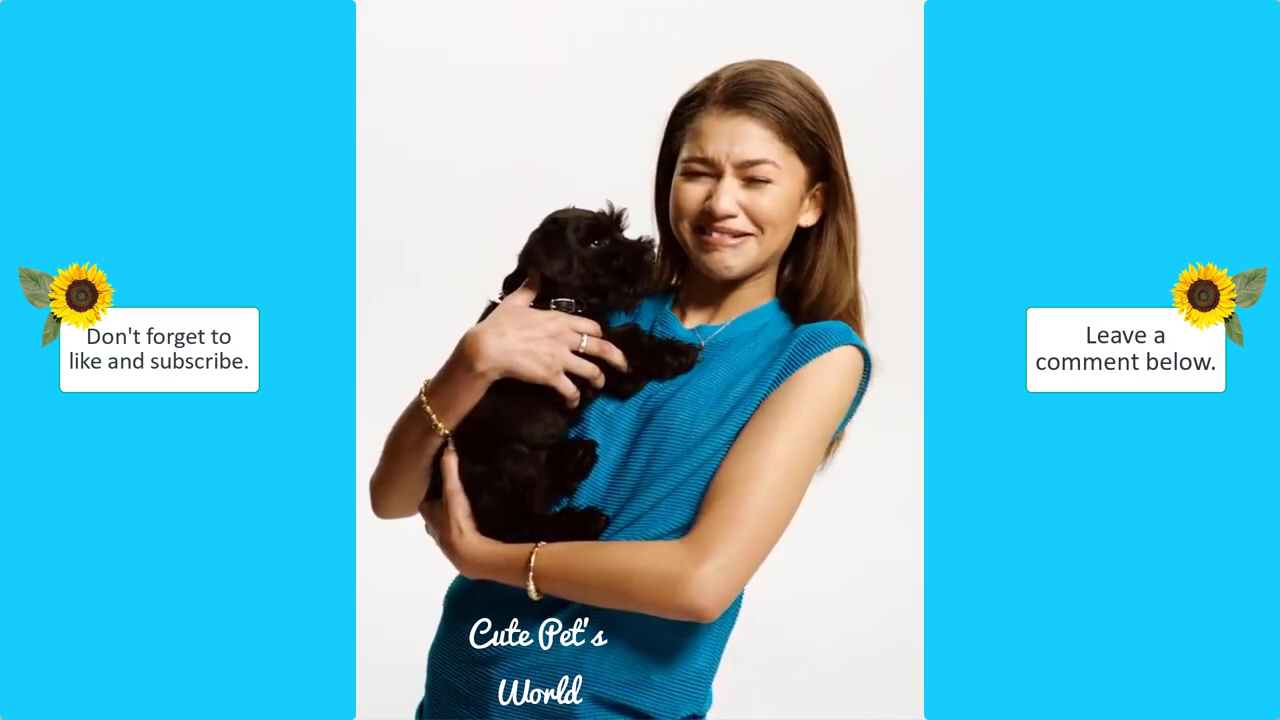 Don't forget to
like and subscribe.
Leave a
comment below.
Cute Pet's
World